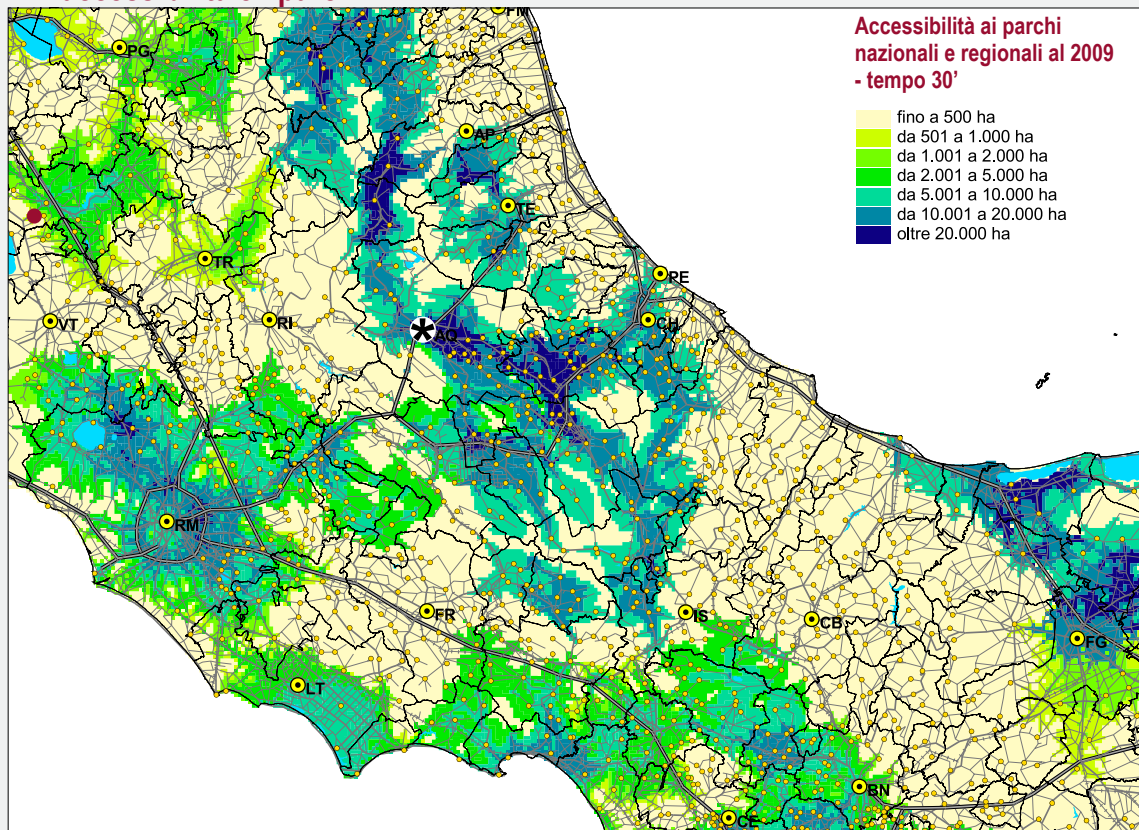 Accessibilità ai parchi
nazionali e regionali al 2009
- tempo 30'
fino a 500 ha
da 501 a 1.000 ha
da 1.001 a 2.000 ha
da 2.001 a 5.000 ha
da 5.001 a 10.000 ha
da 10.001 a 20.000 ha
oltre 20.000 ha
FM
PG
AP
TE
TR
PE
VT
RI
AQ
CH
RM
FR
IS
CB
FG
LT
BN
CE